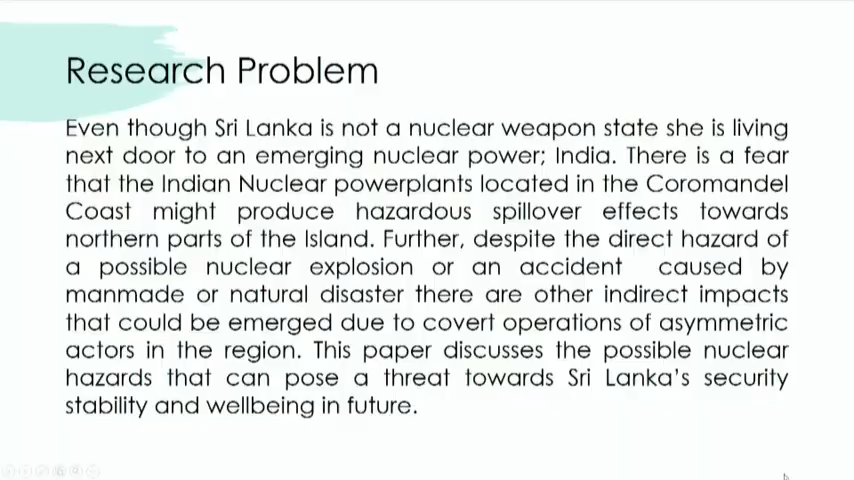 Research Problem
Even though Sri Lanka is not a nuclear weapon state she is living
next door to an emerging nuclear power; India. There is a fear
that the Indian Nuclear powerplants located in the Coromandel
Coast might produce hazardous spillover effects towards
northern parts of the Island. Further, despite the direct hazard of
a possible nuclear explosion or an accident caused by
manmade or natural disaster there are other indirect impacts
that could be emerged due to covert operations of asymmetric
actors in the region. This paper discusses the possible nuclear
hazards that can pose a threat towards Sri Lanka's security
stability and wellbeing in future.